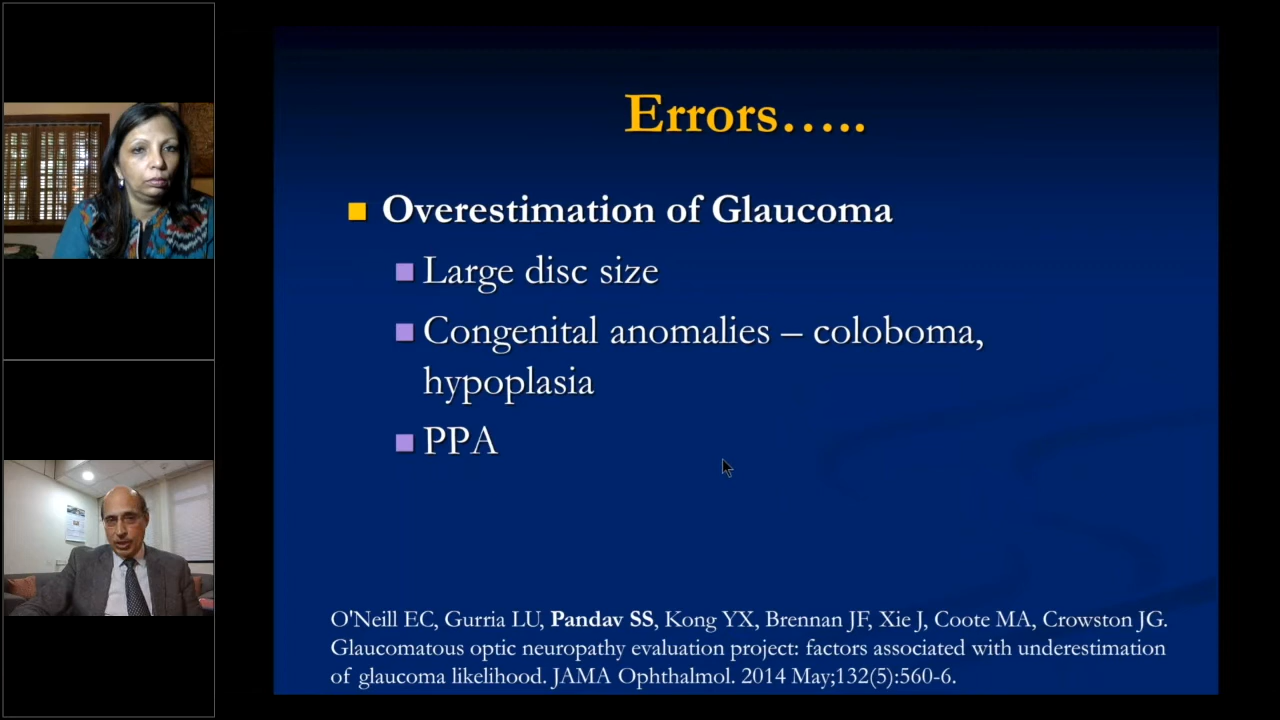 Errors.....
Overestimation of Glaucoma
Large disc size
Congenital anomalies – coloboma,
hypoplasia
PPA
O'Neill EC, Gurria LU, Pandav SS, Kong YX, Brennan JF, Xie J, Coote MA, Crowston JG.
Glaucomatous optic neuropathy evaluation project: factors associated with underestimation
of glaucoma likelihood. JAMA Ophthalmol. 2014 May;132(5):560-6.